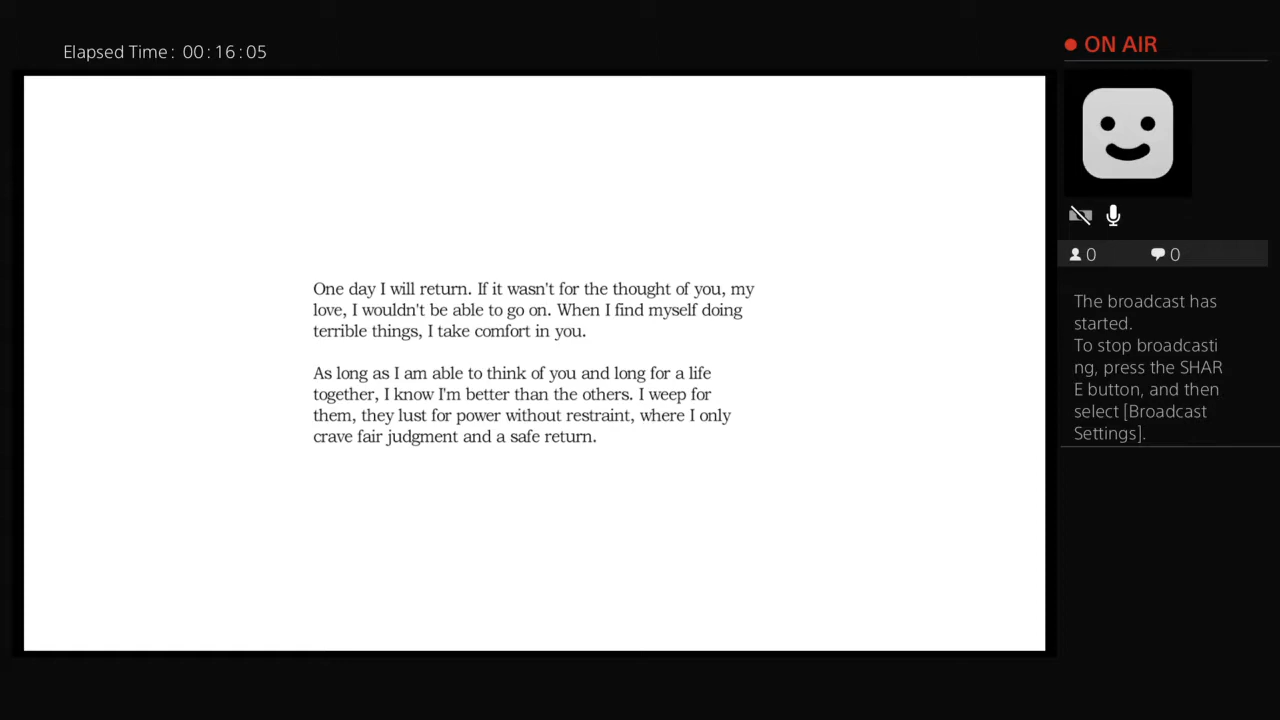 Elapsed Time: 00:16:05
ON AIR
0 0
One day I will return. If it wasn't for the thought of you, my
love, I wouldn't be able to go on. When I find myself doing
terrible things, I take comfort in you.
As long as I am able to think of you and long for a life
together, I know I'm better than the others. I weep for
them, they lust for power without restraint, where I only
crave fair judgment and a safe return.
The broadcast has
started.
To stop broadcasti
ng, press the SHAR
E button, and then
select [Broadcast
Settings].